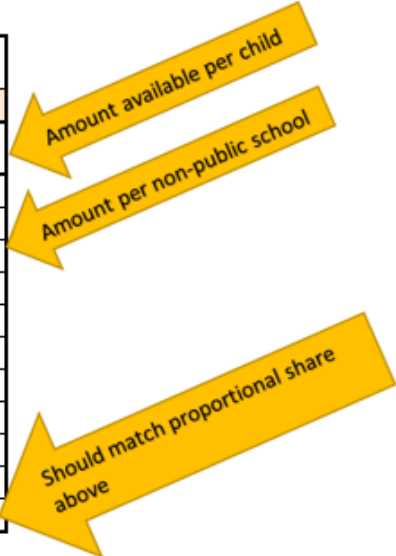 Amount available per child
Amount per non-public school
Should match proportional share
above